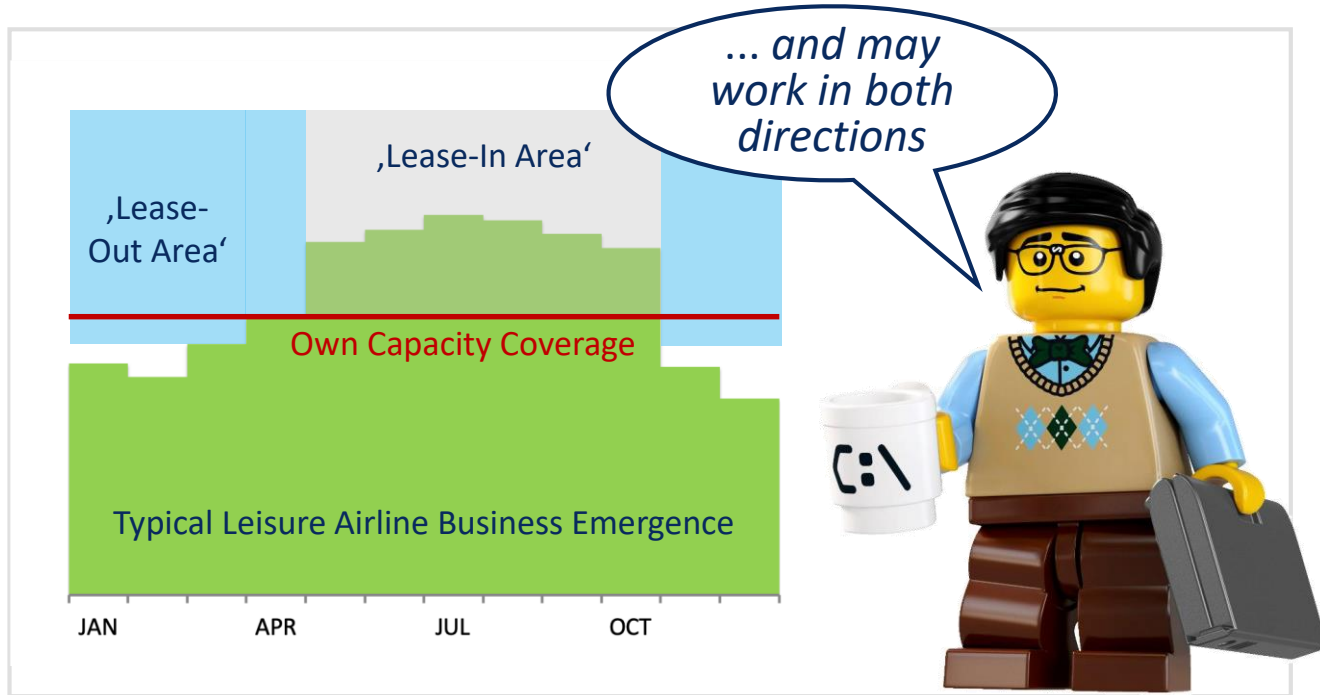 ... and may
work in both
directions
‚Lease-In Area‘
‚Lease-
Out Area‘
Own Capacity Coverage
Typical Leisure Airline Business Emergence
JAN APR JUL OCT
C:\